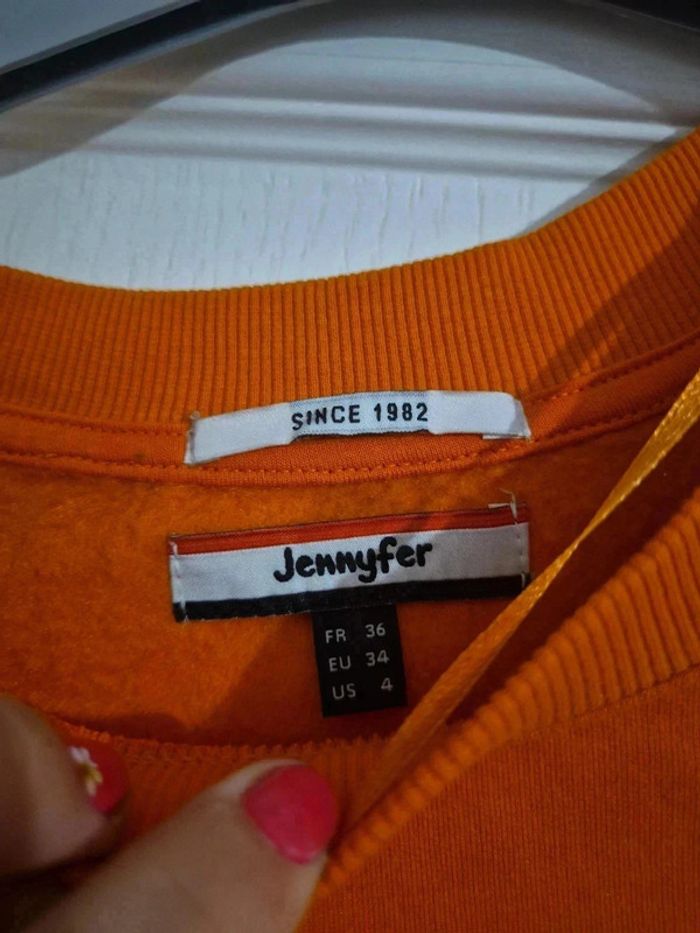 SINCE 1982
Jennyfer
FR 36
EU 34
US 4